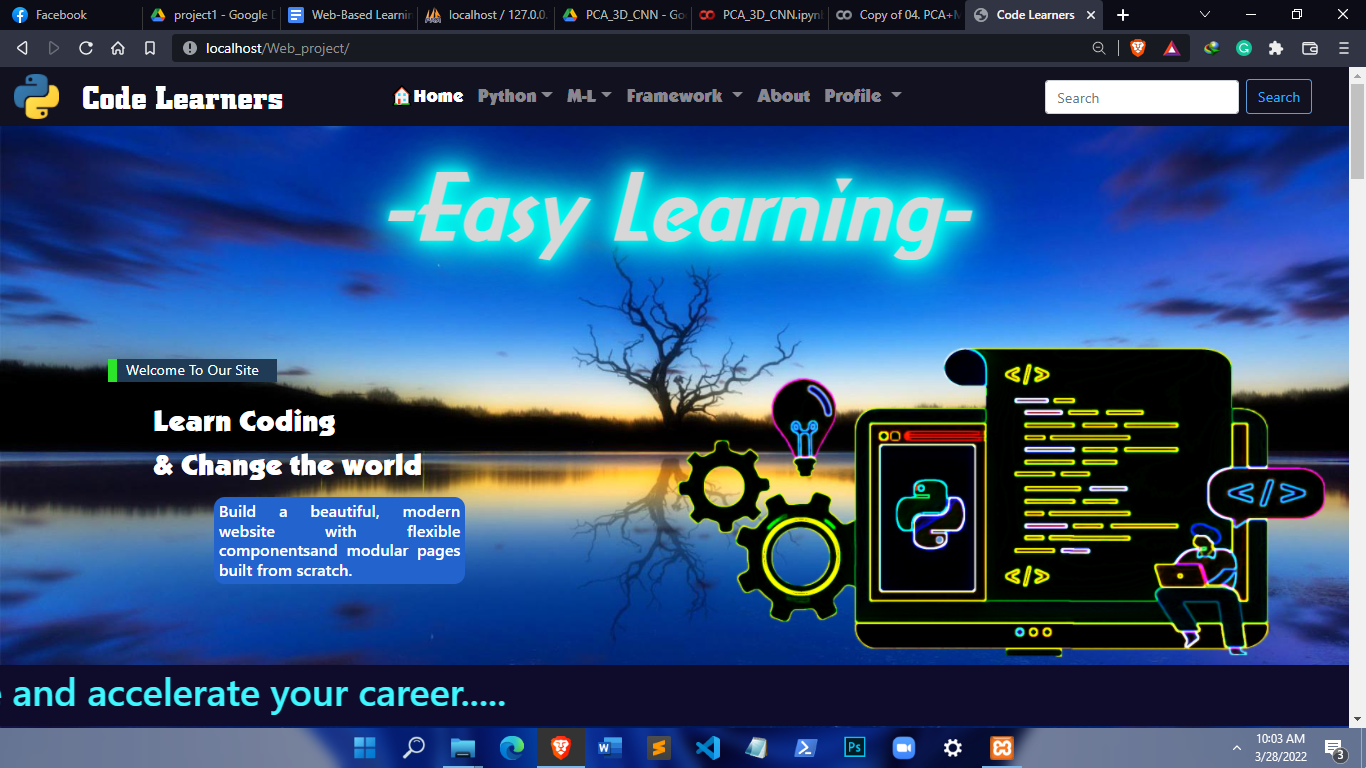 Facebook
project1 - Google D
Web-Based Learnin
localhost / 127.0.0.
PCA_3D_CNN - Go
PCA_3D_CNN.ipynb
Copy of 04. PCA+M
Code Learners
localhost/Web_project/
Code Learners
Home Python M-L Framework About Profile
Search
Search
-Easy Learning-
Welcome To Our Site
Learn Coding
& Change the world
Build a beautiful, modern
website with flexible
componentsand modular pages
built from scratch.
</>
</>
</>
and accelerate your career.....
10:03 AM
3/28/2022
3